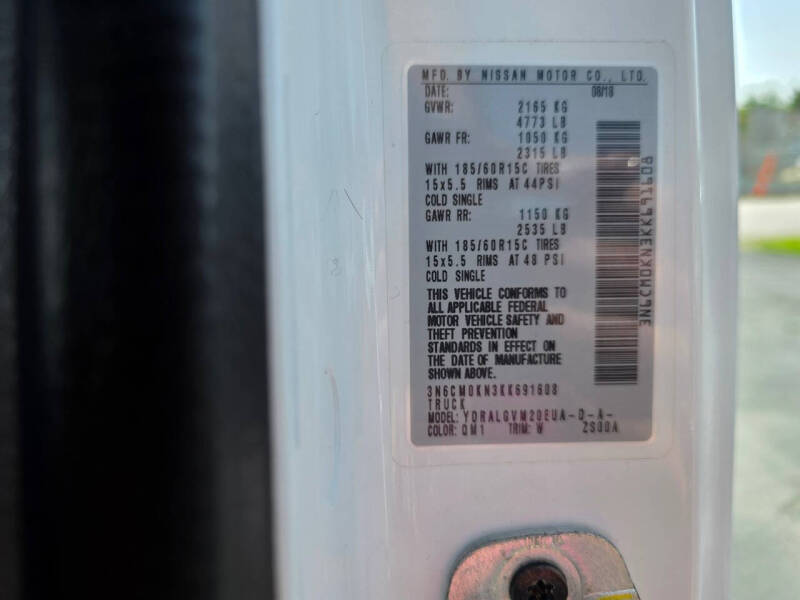 MFD. BY NISSAN MOTOR CO., LTD.
DATE: 08/18
GVWR: 2165 KG
4773 LB
GAWR FR: 1050 KG
2315 LB
WITH 185/60R15C TIRES
15x5.5 RIMS AT 44PSI
COLD SINGLE
GAWR RR: 1150 KG
2535 LB
WITH 185/60R15C TIRES
15x5.5 RIMS AT 48 PSI
COLD SINGLE
THIS VEHICLE CONFORMS TO
ALL APPLICABLE FEDERAL
MOTOR VEHICLE SAFETY AND
THEFT PREVENTION
STANDARDS IN EFFECT ON
THE DATE OF MANUFACTURE
SHOWN ABOVE.
3N6CM0KN3KK691608
TRUCK
MODEL: YDRALGVM20EUA-D-A-
COLOR: QM1 TRIM: W ZS00A
3N6CM0KN3KK691608